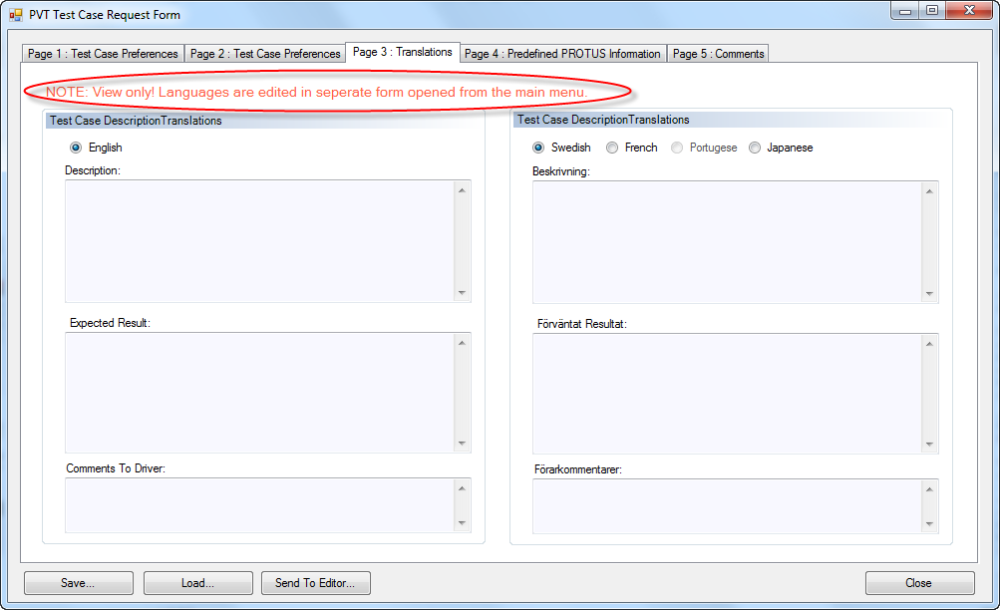 PVT Test Case Request Form
Page 1 : Test Case Preferences
Page 2 : Test Case Preferences
Page 3 : Translations
Page 4 : Predefined PROTUS Information
Page 5 : Comments
NOTE: View only! Languages are edited in seperate form opened from the main menu.
Test Case DescriptionTranslations
English
Description:
Expected Result:
Comments To Driver:
Test Case DescriptionTranslations
Swedish
French
Portugese
Japanese
Beskrivning:
Förväntat Resultat:
Förarkommentarer:
Save...
Load...
Send To Editor...
Close